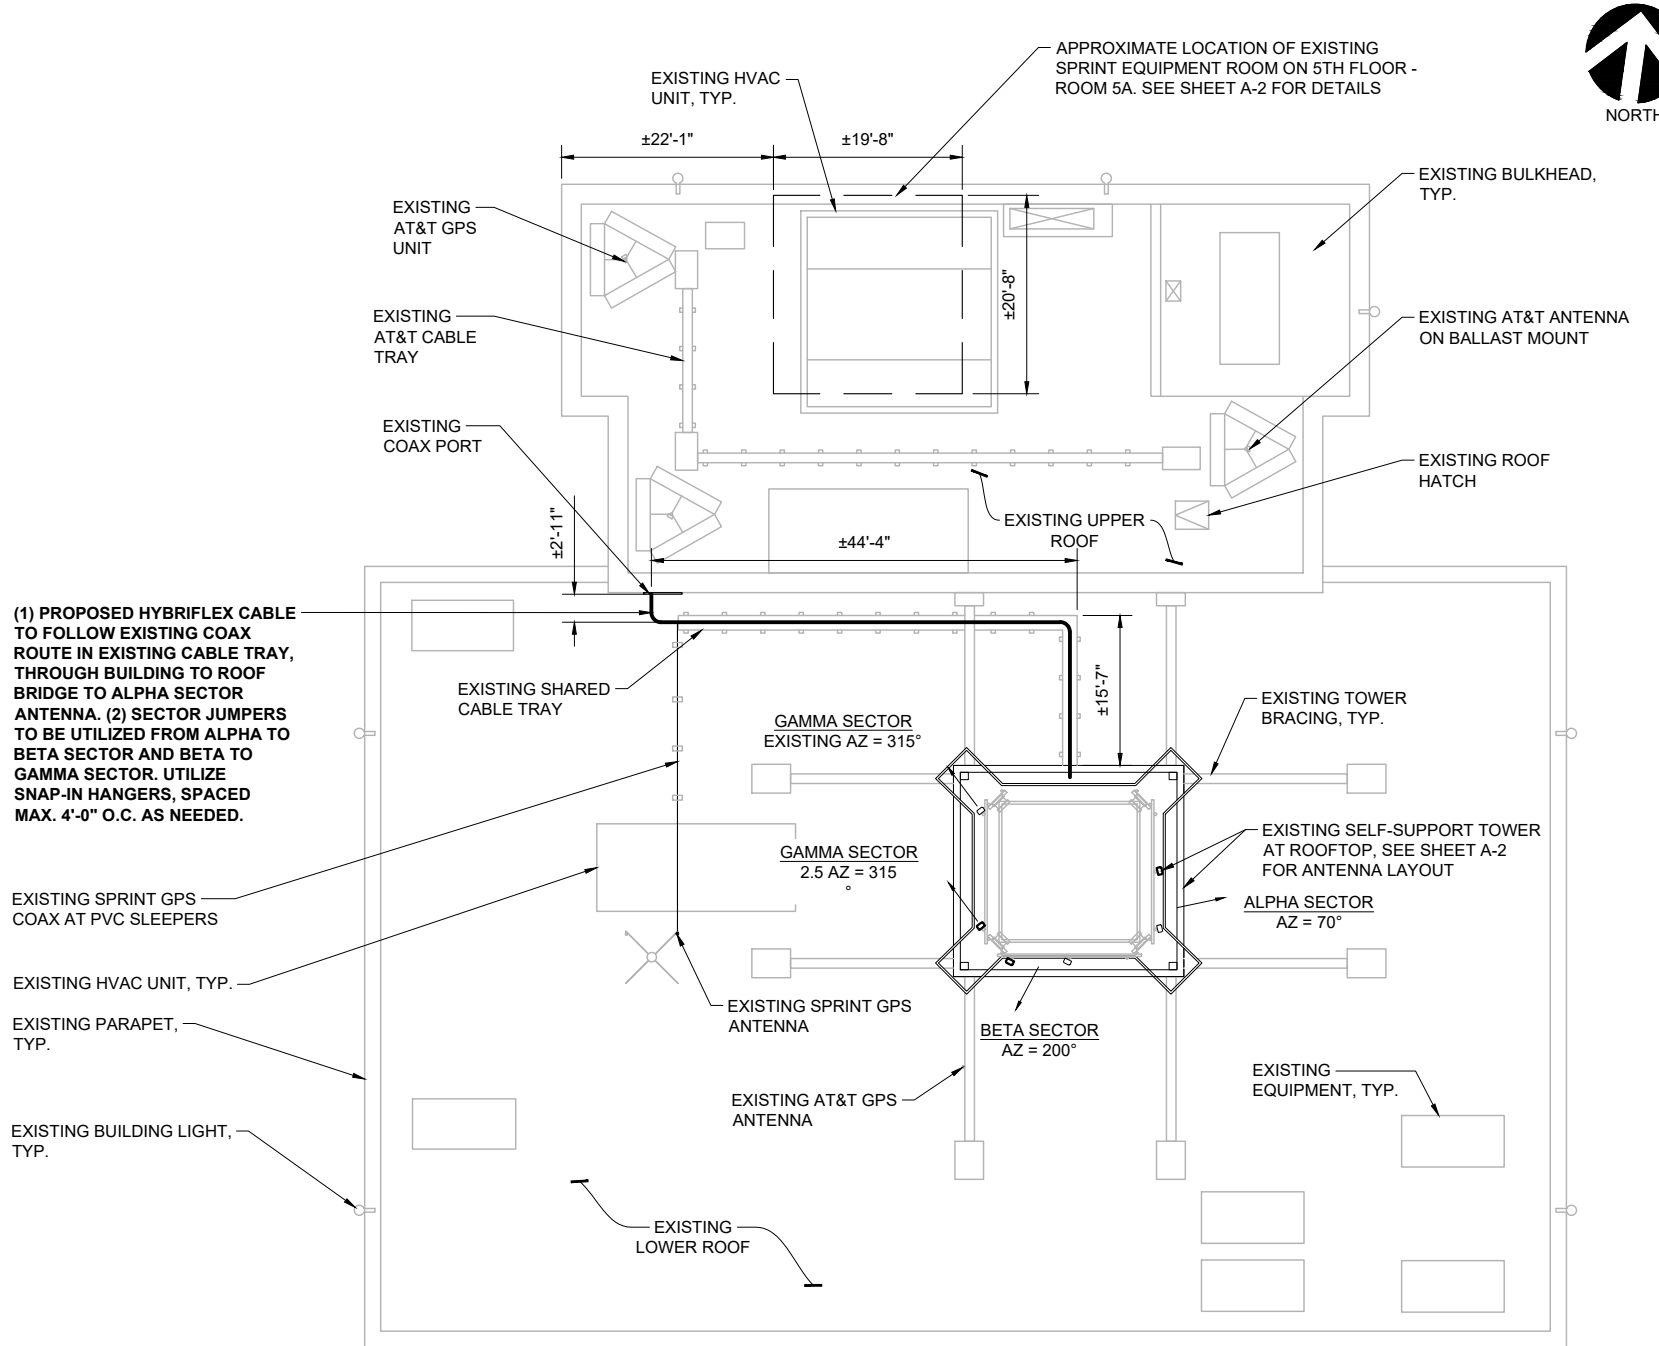 APPROXIMATE LOCATION OF EXISTING
SPRINT EQUIPMENT ROOM ON 5TH FLOOR -
ROOM 5A. SEE SHEET A-2 FOR DETAILS
NORTH
EXISTING HVAC
UNIT, TYP.
±22'-1"
±19'-8"
EXISTING BULKHEAD,
TYP.
EXISTING
AT&T GPS
UNIT
±20'-8"
EXISTING
AT&T CABLE
TRAY
EXISTING AT&T ANTENNA
ON BALLAST MOUNT
EXISTING
COAX PORT
EXISTING ROOF
HATCH
±2'-11"
EXISTING UPPER
ROOF
±44'-4"
(1) PROPOSED HYBRIFLEX CABLE
TO FOLLOW EXISTING COAX
ROUTE IN EXISTING CABLE TRAY,
THROUGH BUILDING TO ROOF
BRIDGE TO ALPHA SECTOR
ANTENNA. (2) SECTOR JUMPERS
TO BE UTILIZED FROM ALPHA TO
BETA SECTOR AND BETA TO
GAMMA SECTOR. UTILIZE
SNAP-IN HANGERS, SPACED
MAX. 4'-0" O.C. AS NEEDED.
EXISTING SHARED
CABLE TRAY
±15'-7"
GAMMA SECTOR
EXISTING AZ = 315°
EXISTING TOWER
BRACING, TYP.
GAMMA SECTOR
2.5 AZ = 315
°
EXISTING SELF-SUPPORT TOWER
AT ROOFTOP, SEE SHEET A-2
FOR ANTENNA LAYOUT
ALPHA SECTOR
AZ = 70°
EXISTING SPRINT GPS
COAX AT PVC SLEEPERS
EXISTING HVAC UNIT, TYP.
EXISTING SPRINT GPS
ANTENNA
EXISTING PARAPET,
TYP.
BETA SECTOR
AZ = 200°
EXISTING
EQUIPMENT, TYP.
EXISTING AT&T GPS
ANTENNA
EXISTING BUILDING LIGHT,
TYP.
EXISTING
LOWER ROOF